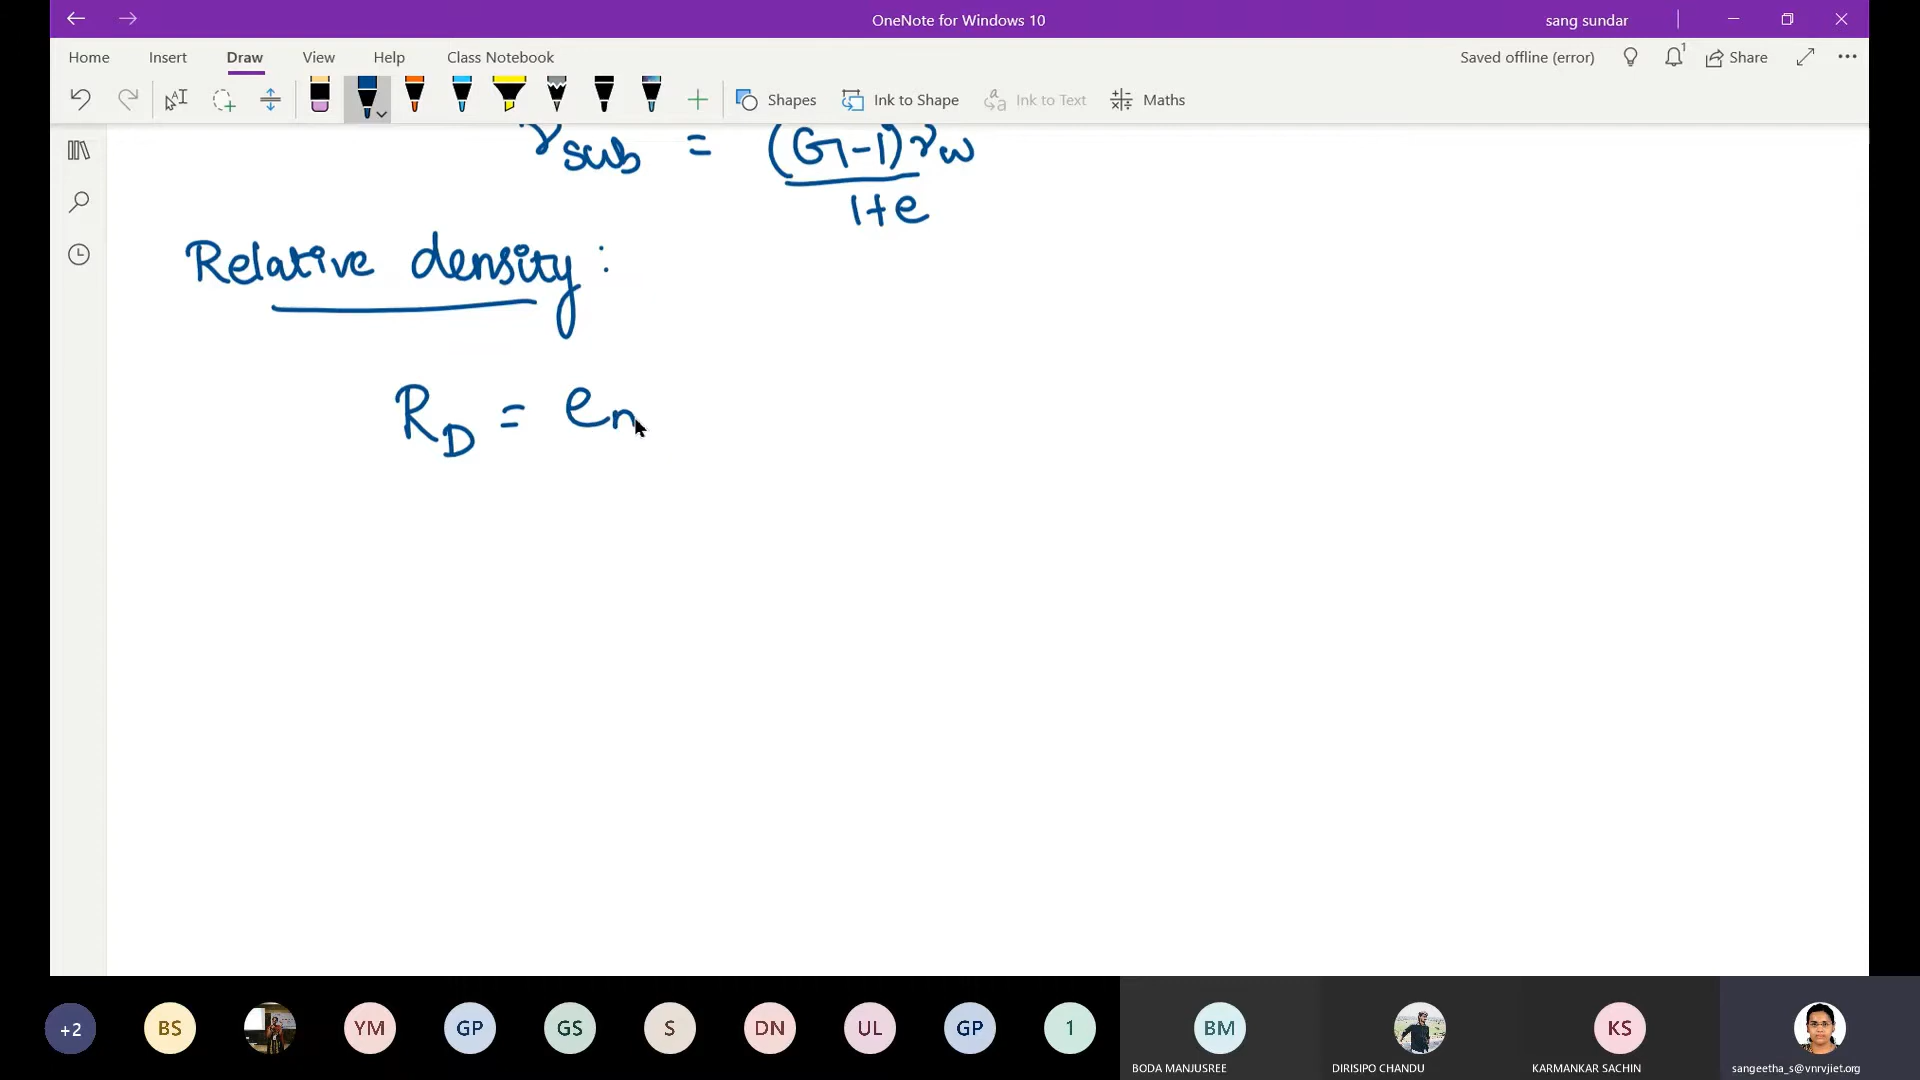 OneNote for Windows 10
sang sundar
Home Insert Draw View Help Class Notebook
Saved offline (error) 1 Share
Shapes Ink to Shape Ink to Text Maths
γsub = (G-1)γw
1+e
Relative density :
RD = en
+2 BS YM GP GS S DN UL GP 1 BM KS
BODA MANJUSREE DIRISIPO CHANDU KARMANKAR SACHIN sangeetha_s@vnrvjiet.org